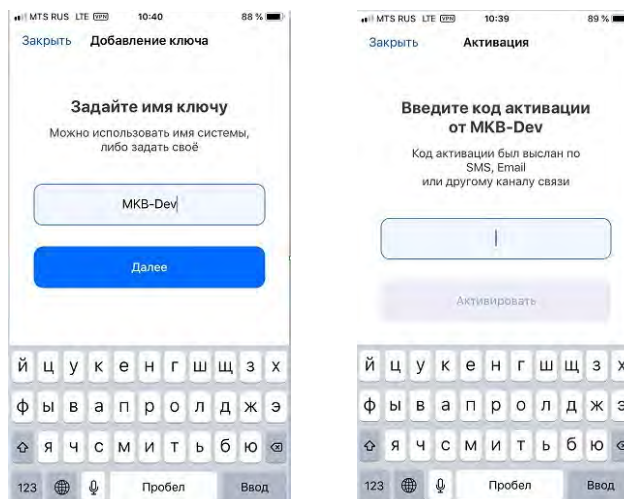 MTS RUS LTE VPN 10:40 88 %
Закрыть Добавление ключа
Задайте имя ключу
Можно использовать имя системы,
либо задать своё
MKB-Dev
Далее
й ц у к е н г ш щ з х
ф ы в а п р о л д ж э
я ч с м и т ь б ю
123 Пробел Ввод
MTS RUS LTE VPN 10:39 89 %
Закрыть Активация
Введите код активации
от MKB-Dev
Код активации был выслан по
SMS, Email
или другому каналу связи
Активировать
й ц у к е н г ш щ з х
ф ы в а п р о л д ж э
я ч с м и т ь б ю
123 Пробел Ввод